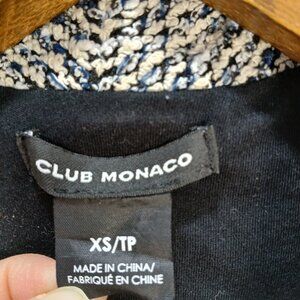 CLUB MONACO
XS/TP
MADE IN CHINA/
FABRIQUÉ EN CHINE